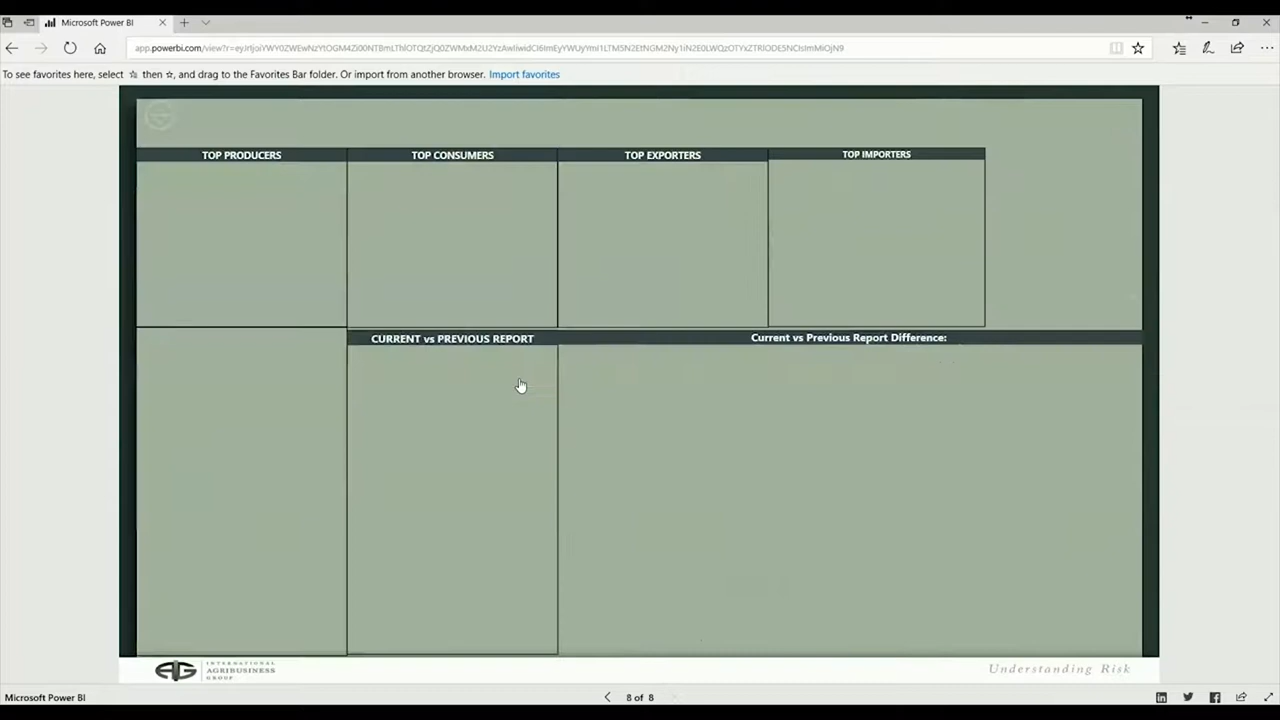 Microsoft Power BI
To see favorites here, select ☆ then ☆, and drag to the Favorites Bar folder. Or import from another browser. Import favorites
TOP PRODUCERS
TOP CONSUMERS
TOP EXPORTERS
TOP IMPORTERS
CURRENT vs PREVIOUS REPORT
Current vs Previous Report Difference:
INTERNATIONAL
AGRIBUSINESS
GROUP
Understanding Risk
Microsoft Power BI
8 of 8